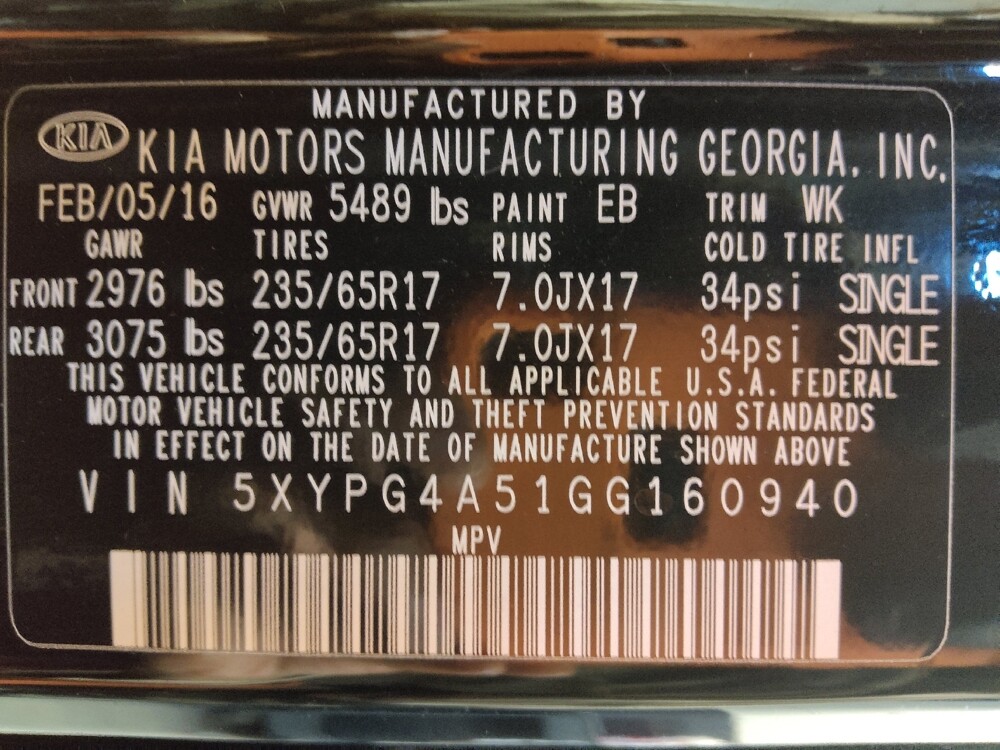 MANUFACTURED BY
KIA KIA MOTORS MANUFACTURING GEORGIA, INC.
FEB/05/16 GVWR 5489 lbs PAINT EB TRIM WK
GAWR TIRES RIMS COLD TIRE INFL
FRONT 2976 lbs 235/65R17 7.0JX17 34psi SINGLE
REAR 3075 lbs 235/65R17 7.0JX17 34psi SINGLE
THIS VEHICLE CONFORMS TO ALL APPLICABLE U.S.A. FEDERAL
MOTOR VEHICLE SAFETY AND THEFT PREVENTION STANDARDS
IN EFFECT ON THE DATE OF MANUFACTURE SHOWN ABOVE
VIN 5XYPG4A51GG160940
MPV